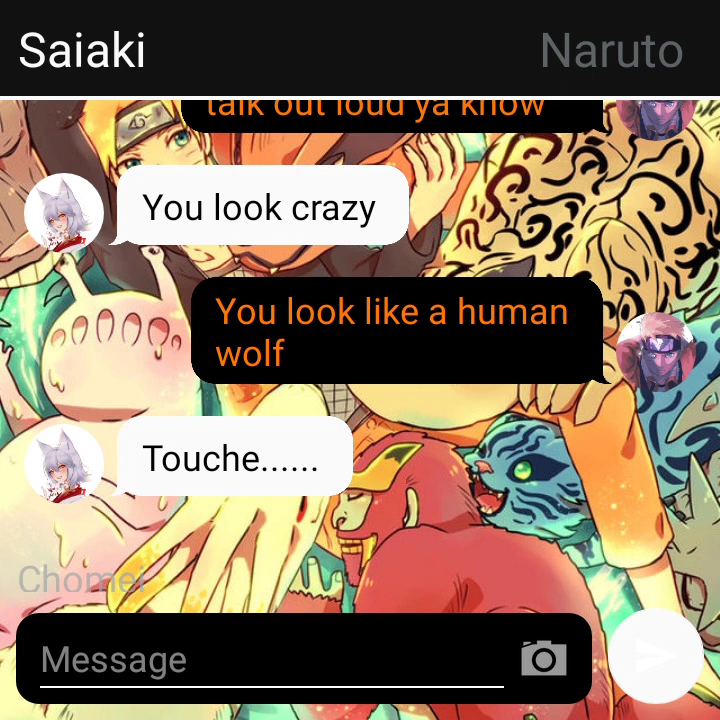 Saiaki
Naruto
talk out loud ya know
You look crazy
You look like a human
wolf
Touche......
Chomei
Message